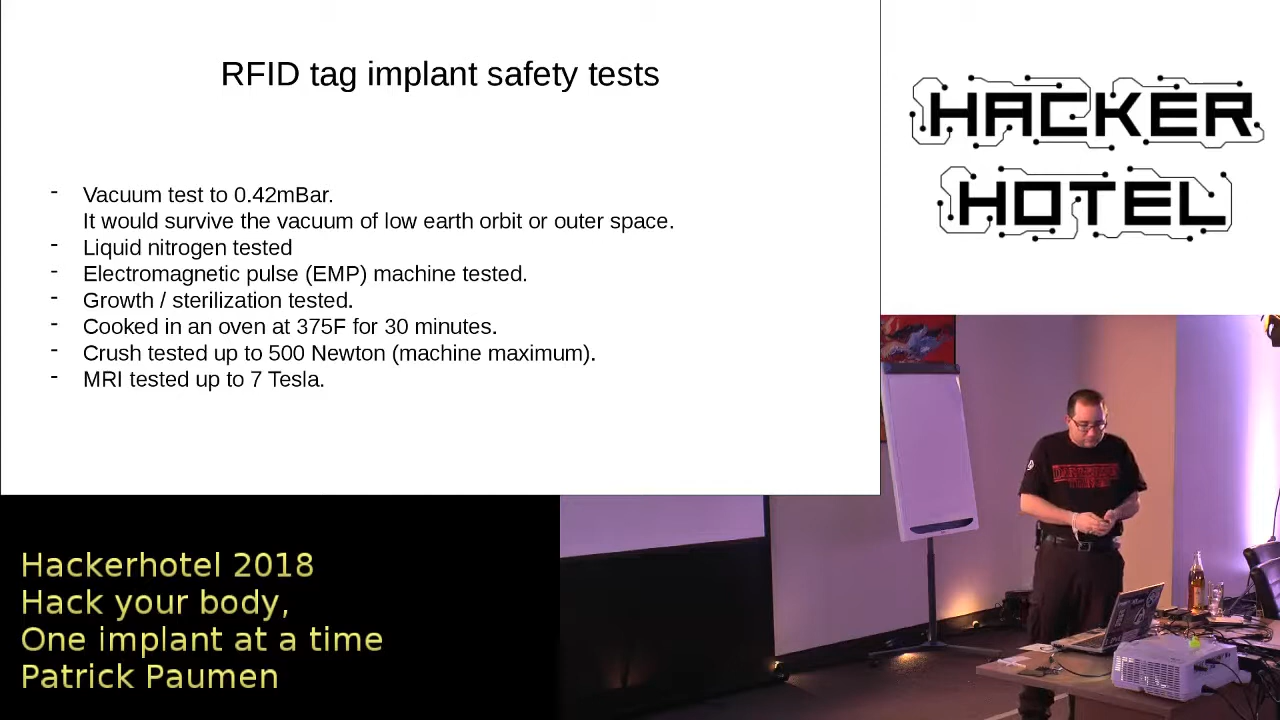 RFID tag implant safety tests
- Vacuum test to 0.42mBar.
It would survive the vacuum of low earth orbit or outer space.
- Liquid nitrogen tested
- Electromagnetic pulse (EMP) machine tested.
- Growth / sterilization tested.
- Cooked in an oven at 375F for 30 minutes.
- Crush tested up to 500 Newton (machine maximum).
- MRI tested up to 7 Tesla.
HACKER
HOTEL
Hackerhotel 2018
Hack your body,
One implant at a time
Patrick Paumen